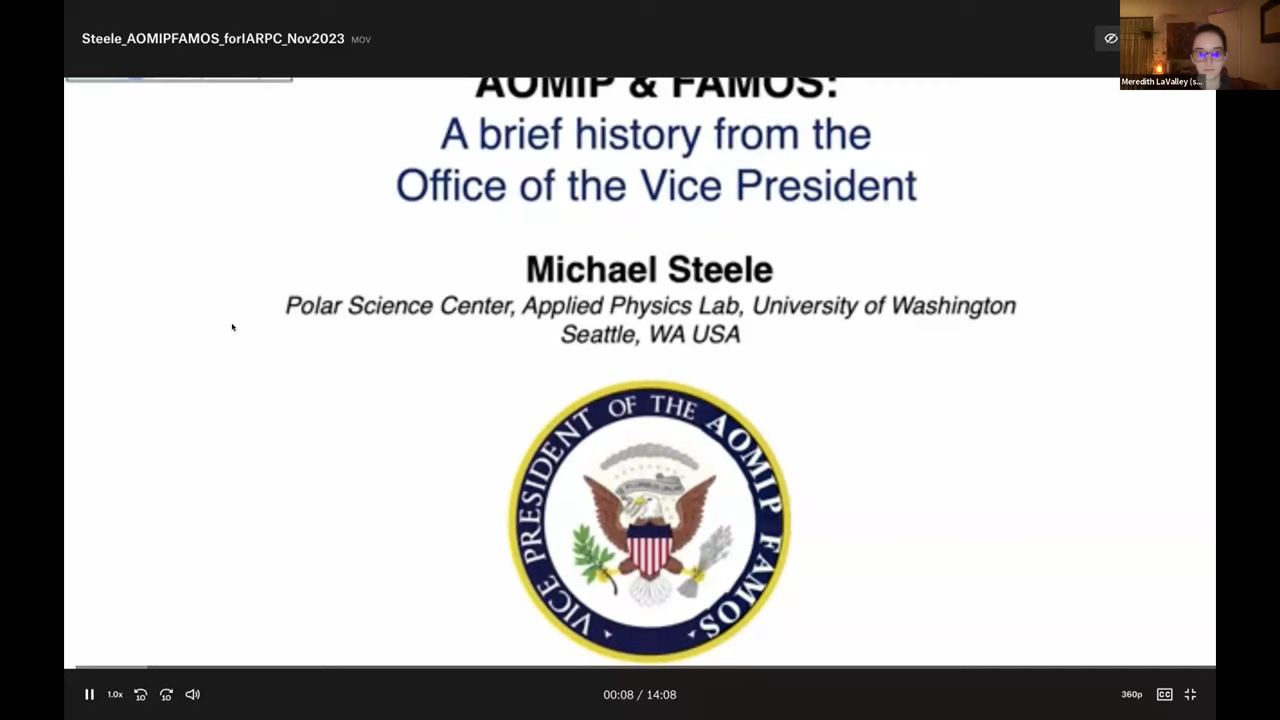 Steele_AOMIPFAMOS_forIARPC_Nov2023 MOV
Meredith LaValley (s...
AOMIP & FAMOS:
A brief history from the
Office of the Vice President
Michael Steele
Polar Science Center, Applied Physics Lab, University of Washington
Seattle, WA USA
VICE PRESIDENT OF THE AOMIP FAMOS
1.0x
10
10
00:08 / 14:08
360p
CC